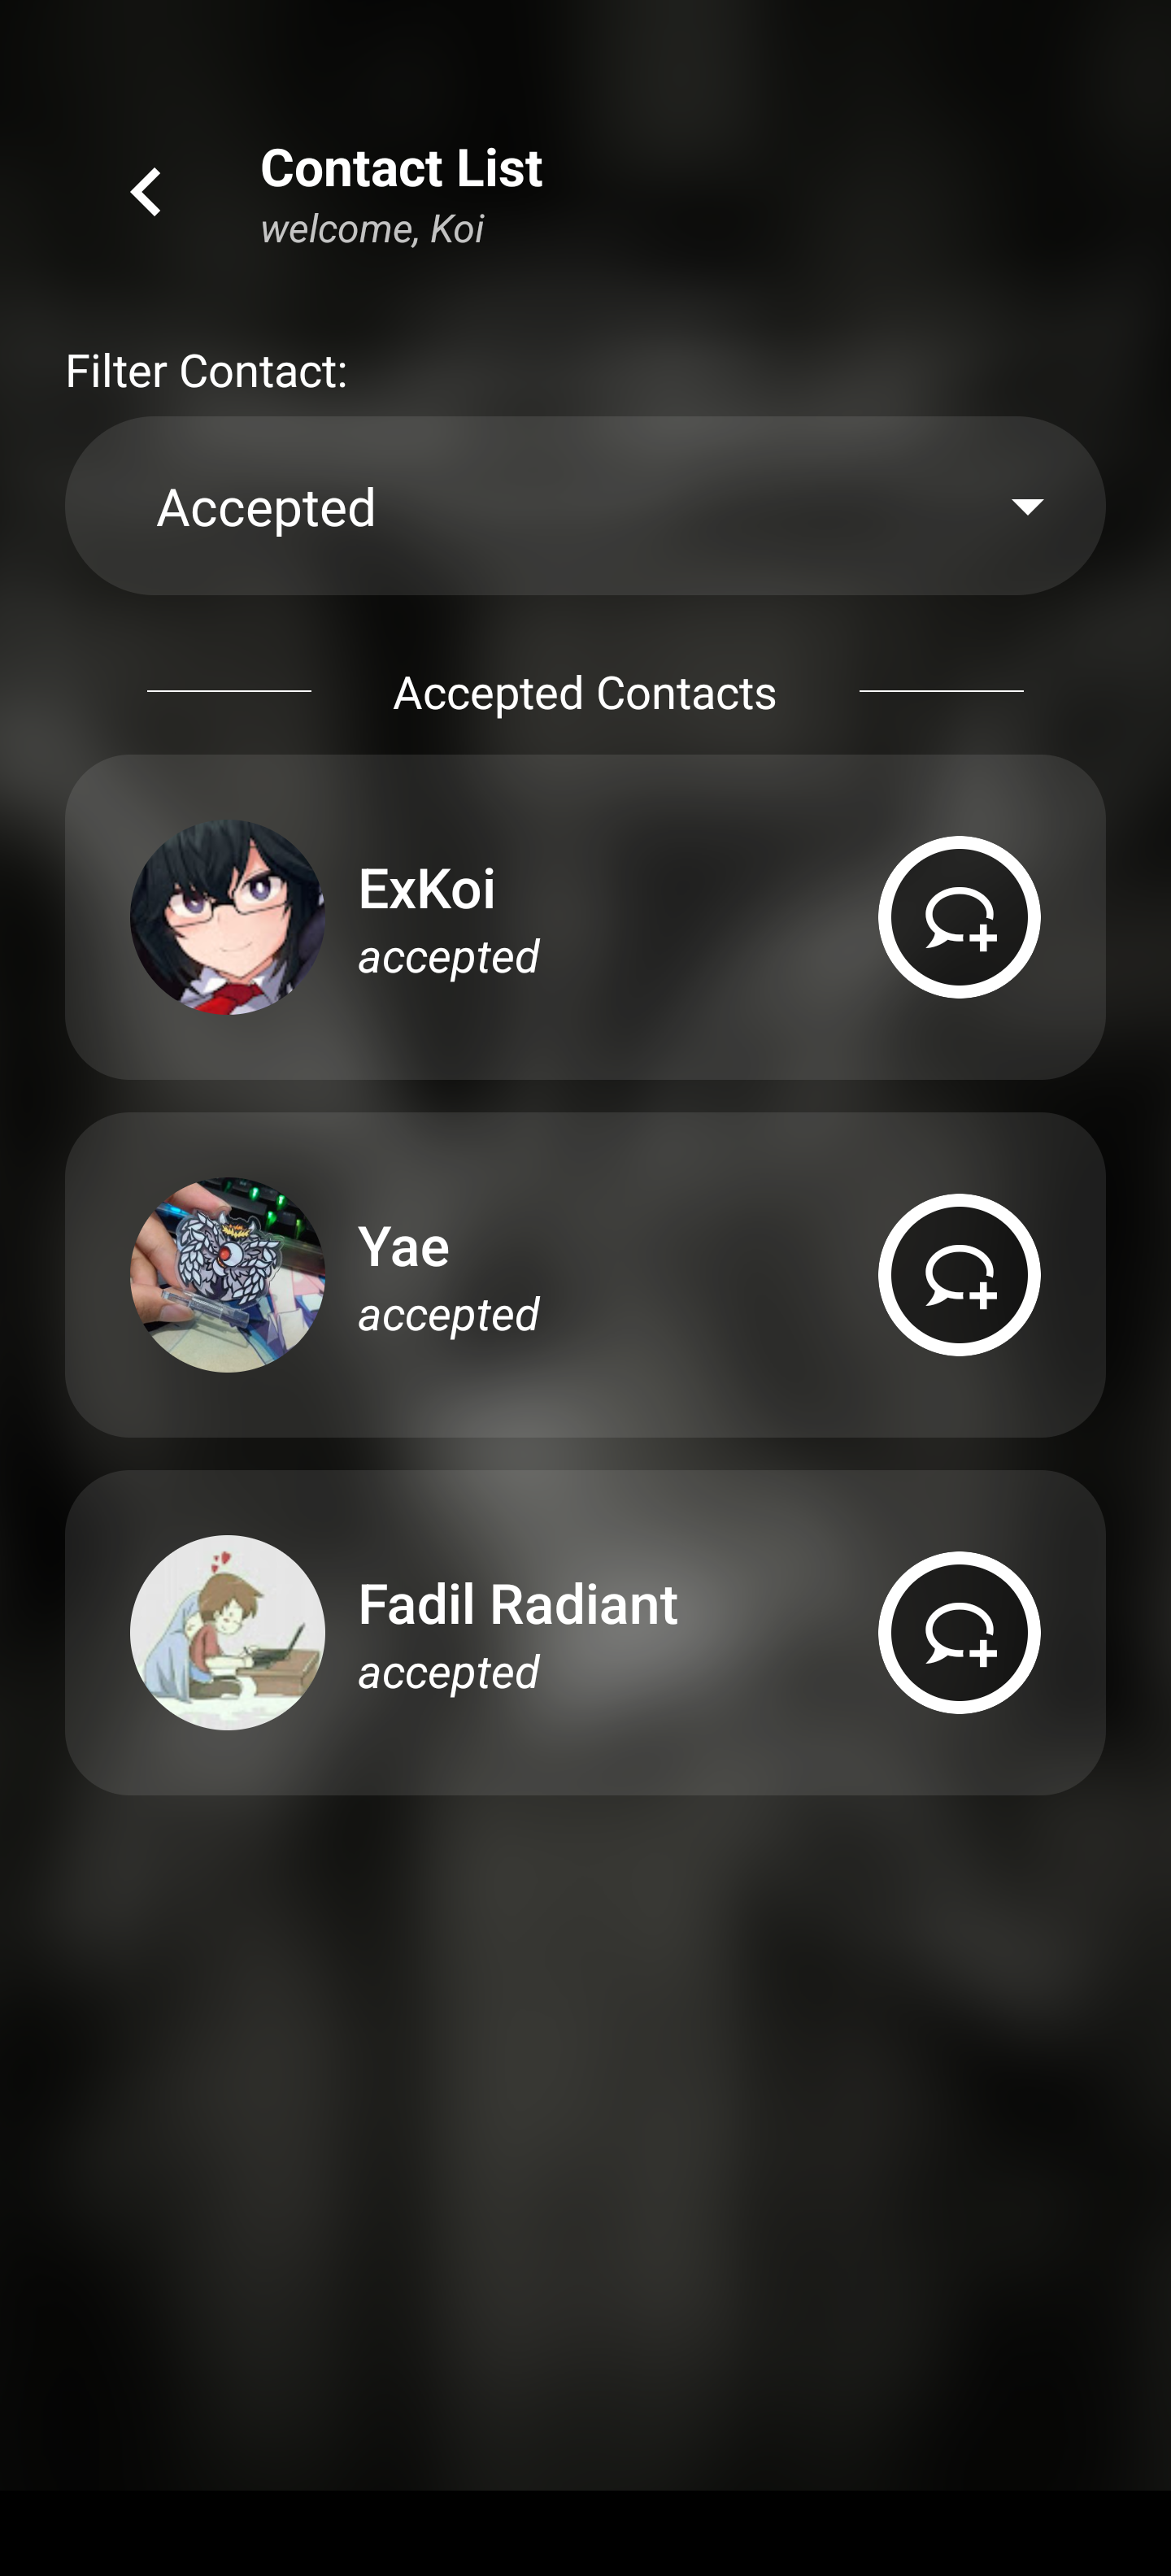 Contact List
welcome, Koi
Filter Contact:
Accepted
Accepted Contacts
ExKoi
accepted
Yae
accepted
Fadil Radiant
accepted